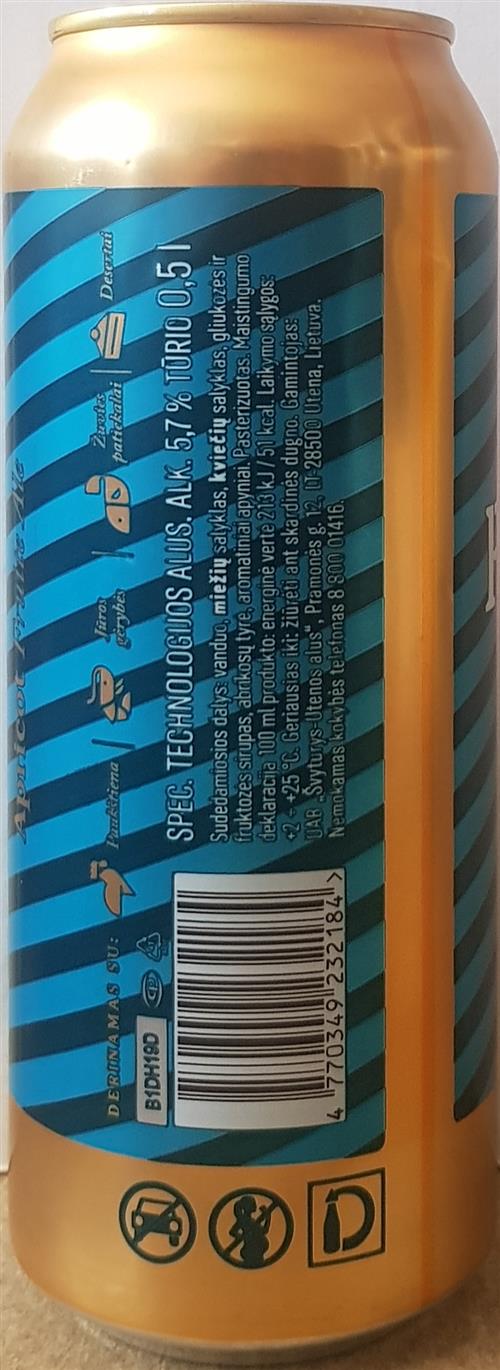 Apricot Fruits Ale
DERINAMAS SU:
Paukštiena
Jūros
gėrybės
Žuvies
patiekalai
Desertai
SPEC. TECHNOLOGIJOS ALUS. ALK. 5,7 % TŪRIO 0,5 l
Sudedamosios dalys: vanduo, miežių salyklas, kviečių salyklas, gliukozės ir
fruktozės sirupas, abrikosų tyrė, aromatiniai apyniai. Pasterizuotas. Maistingumo
deklaracija 100 ml produkto: energinė vertė 213 kJ / 51 kcal. Laikymo sąlygos:
+2 – +25 °C. Geriausias iki: žiūrėti ant skardinės dugno. Gamintojas:
UAB „Švyturys-Utenos alus“, Pramonės g. 12, LT-28500 Utena, Lietuva.
Nemokamas kokybės telefonas 8 800 01416.
B1DH19D
4 770349 232184 >